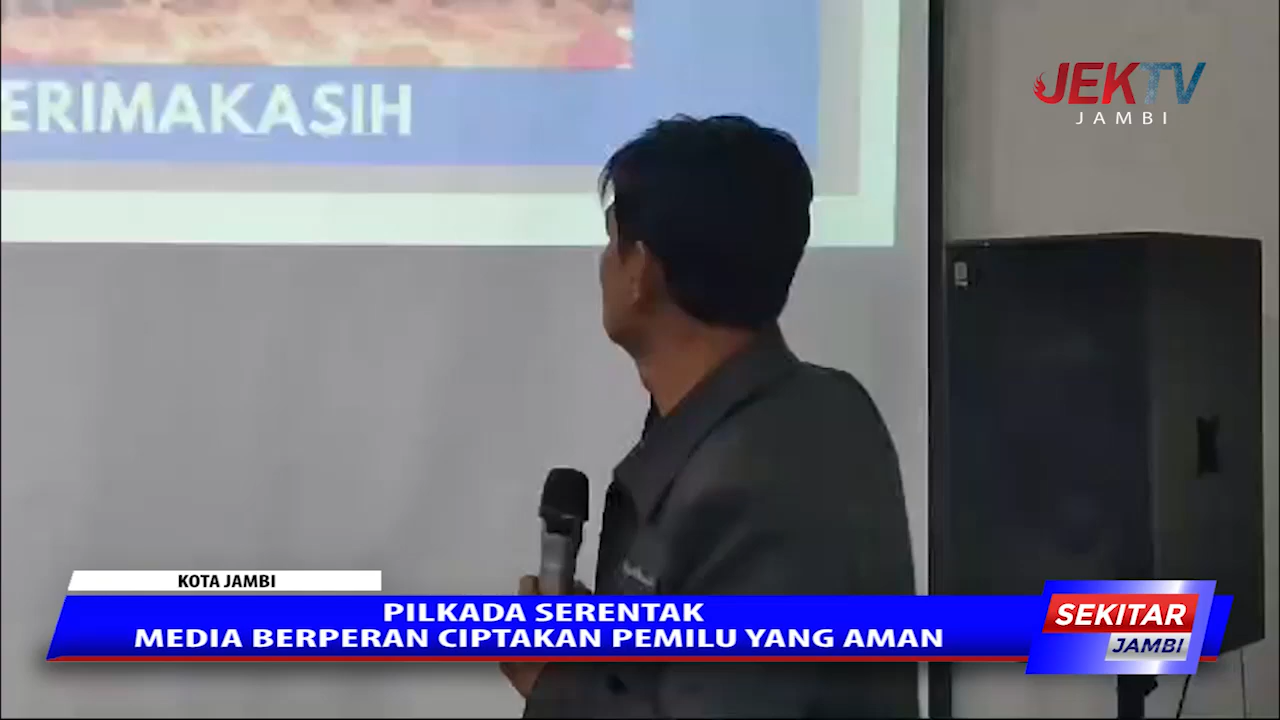 ERIMAKASIH
JEKTV
JAMBI
KOTA JAMBI
PILKADA SERENTAK
MEDIA BERPERAN CIPTAKAN PEMILU YANG AMAN
SEKITAR
JAMBI